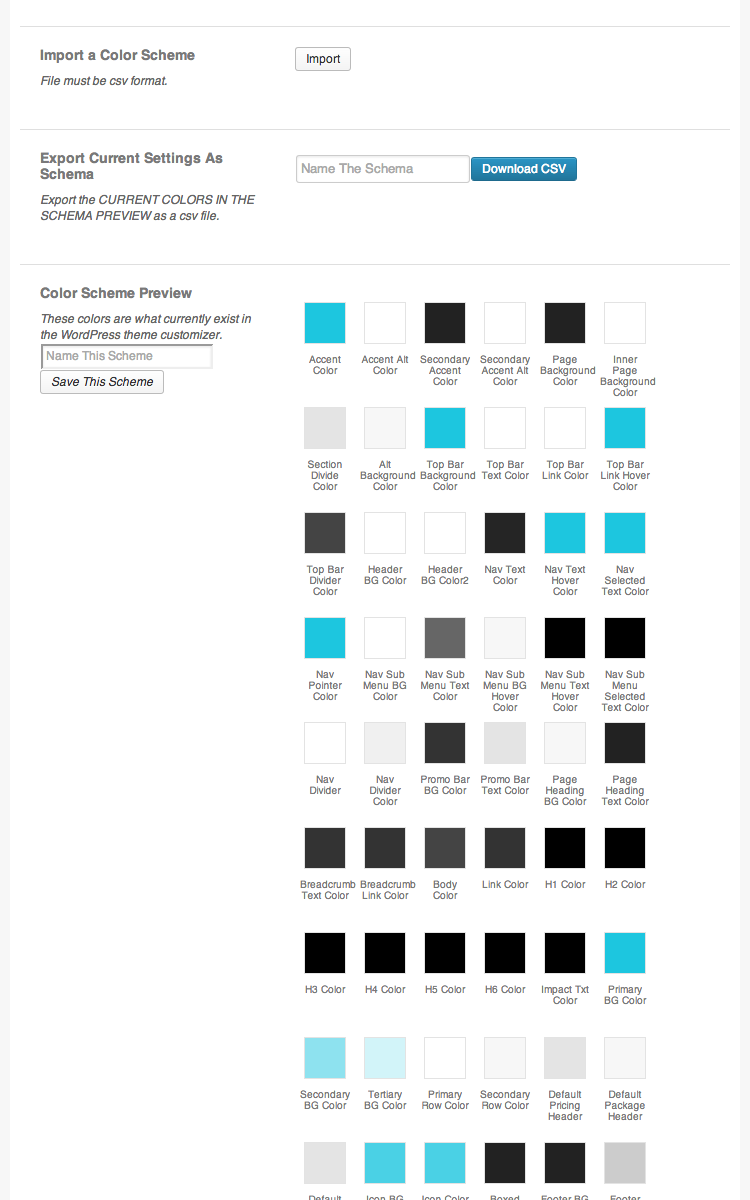 Import a Color Scheme
Import
File must be csv format.
Export Current Settings As
Schema
Name The Schema
Download CSV
Export the CURRENT COLORS IN THE
SCHEMA PREVIEW as a csv file.
Color Scheme Preview
These colors are what currently exist in
the WordPress theme customizer.
Name This Scheme
Save This Scheme
Accent
Color
Accent Alt
Color
Secondary
Accent
Color
Secondary
Accent Alt
Color
Page
Background
Color
Inner
Page
Background
Color
Section
Divide
Color
Alt
Background
Color
Top Bar
Background
Color
Top Bar
Text Color
Top Bar
Link Color
Top Bar
Link Hover
Color
Top Bar
Divider
Color
Header
BG Color
Header
BG Color2
Nav Text
Color
Nav Text
Hover
Color
Nav
Selected
Text Color
Nav
Pointer
Color
Nav Sub
Menu BG
Color
Nav Sub
Menu Text
Color
Nav Sub
Menu BG
Hover
Color
Nav Sub
Menu Text
Hover
Color
Nav Sub
Menu
Selected
Text Color
Nav
Divider
Nav
Divider
Color
Promo Bar
BG Color
Promo Bar
Text Color
Page
Heading
BG Color
Page
Heading
Text Color
Breadcrumb
Text Color
Breadcrumb
Link Color
Body
Color
Link Color
H1 Color
H2 Color
H3 Color
H4 Color
H5 Color
H6 Color
Impact Txt
Color
Primary
BG Color
Secondary
BG Color
Tertiary
BG Color
Primary
Row Color
Secondary
Row Color
Default
Pricing
Header
Default
Package
Header
Default
Icon BG
Icon Color
Boxed
Footer BG
Footer